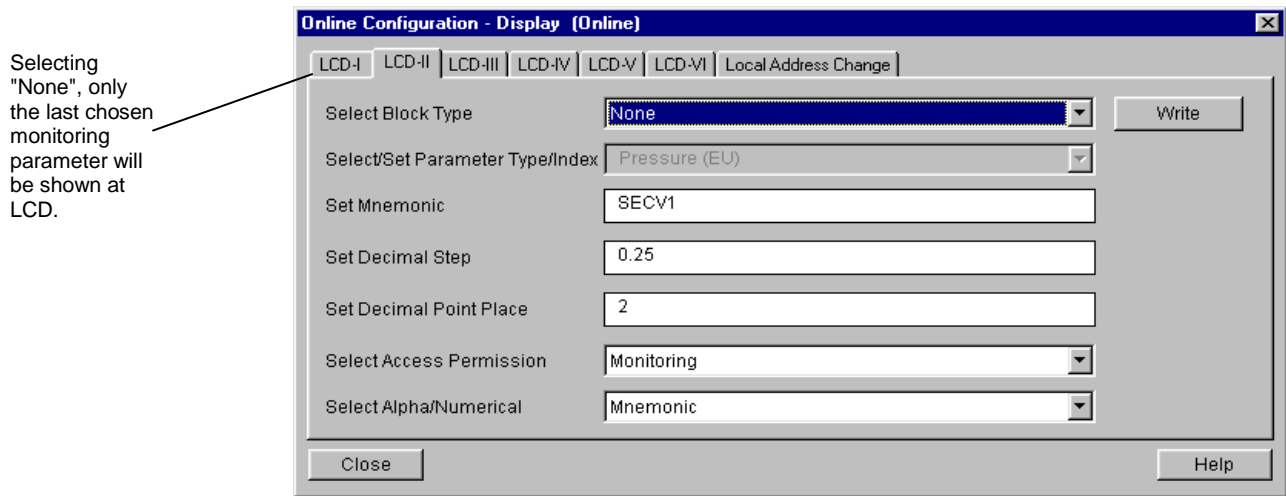 Online Configuration - Display (Online)
Selecting
"None", only
the last chosen
monitoring
parameter will
be shown at
LCD.
LCD-I LCD-II LCD-III LCD-IV LCD-V LCD-VI Local Address Change
Select Block Type None Write
Select/Set Parameter Type/Index Pressure (EU)
Set Mnemonic SECV1
Set Decimal Step 0.25
Set Decimal Point Place 2
Select Access Permission Monitoring
Select Alpha/Numerical Mnemonic
Close Help